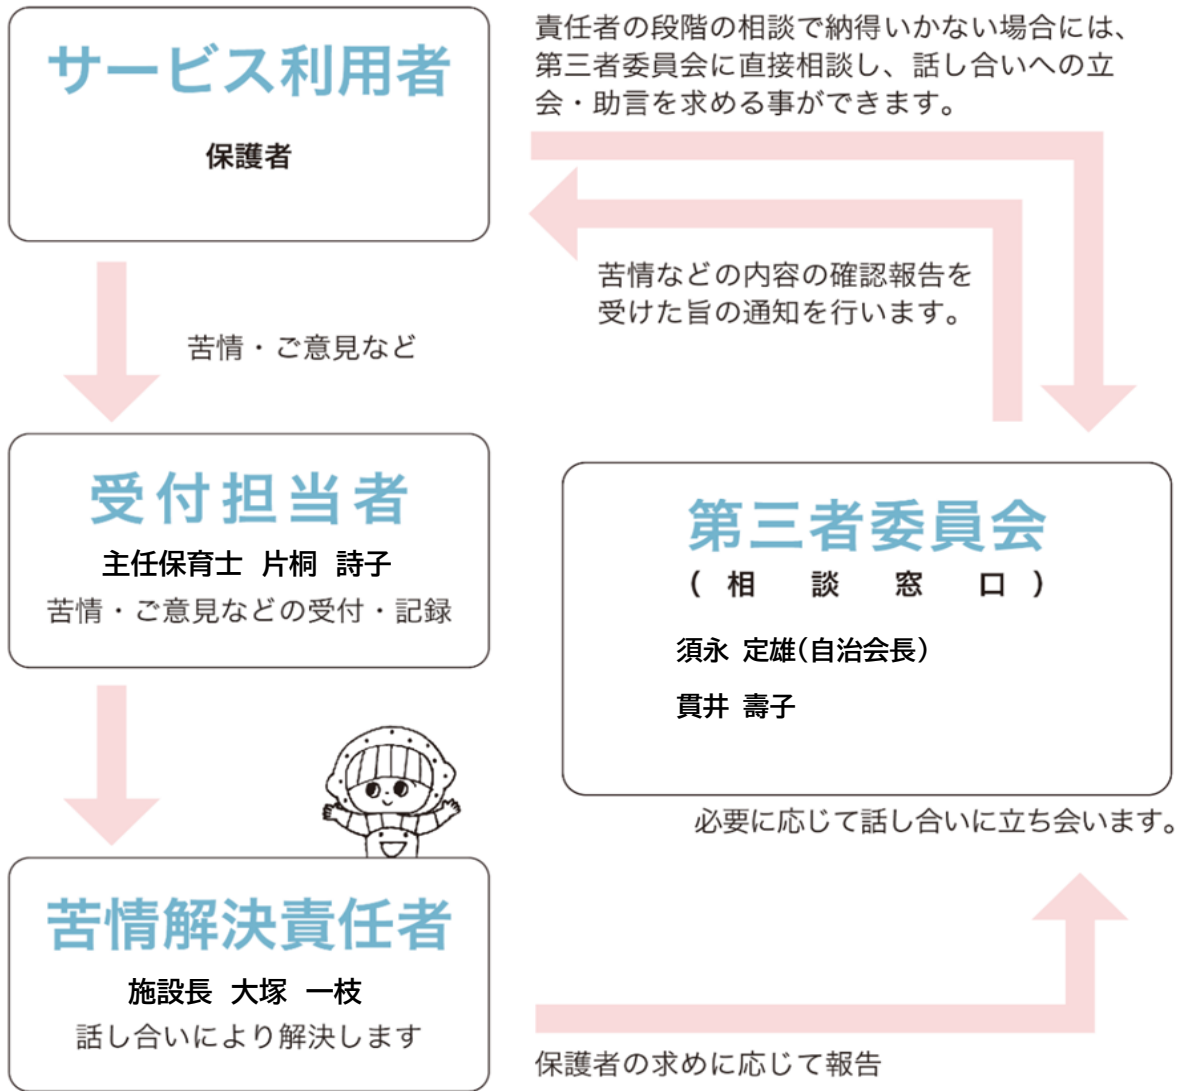 サービス利用者
保護者
責任者の段階の相談で納得いかない場合には、
第三者委員会に直接相談し、話し合いへの立
会・助言を求める事ができます。
苦情などの内容の確認報告を
受けた旨の通知を行います。
苦情・ご意見など
受付担当者
主任保育士 片桐 詩子
苦情・ご意見などの受付・記録
第三者委員会
(相談窓口)
須永 定雄(自治会長)
貫井 壽子
必要に応じて話し合いに立ち会います。
苦情解決責任者
施設長 大塚 一枝
話し合いにより解決します
保護者の求めに応じて報告